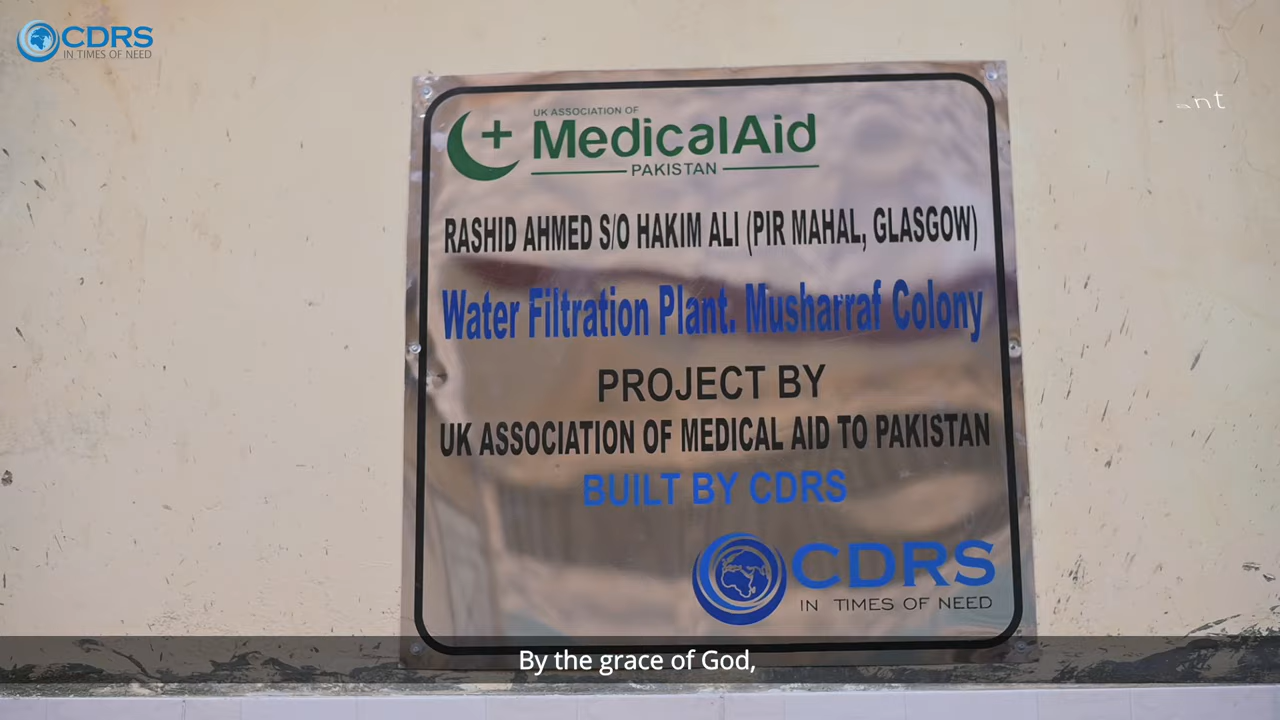 CDRS
IN TIMES OF NEED
UK ASSOCIATION OF
MedicalAid
PAKISTAN
RASHID AHMED S/O HAKIM ALI (PIR MAHAL, GLASGOW)
Water Filtration Plant. Musharraf Colony
PROJECT BY
UK ASSOCIATION OF MEDICAL AID TO PAKISTAN
BUILT BY CDRS
CDRS
IN TIMES OF NEED
By the grace of God,